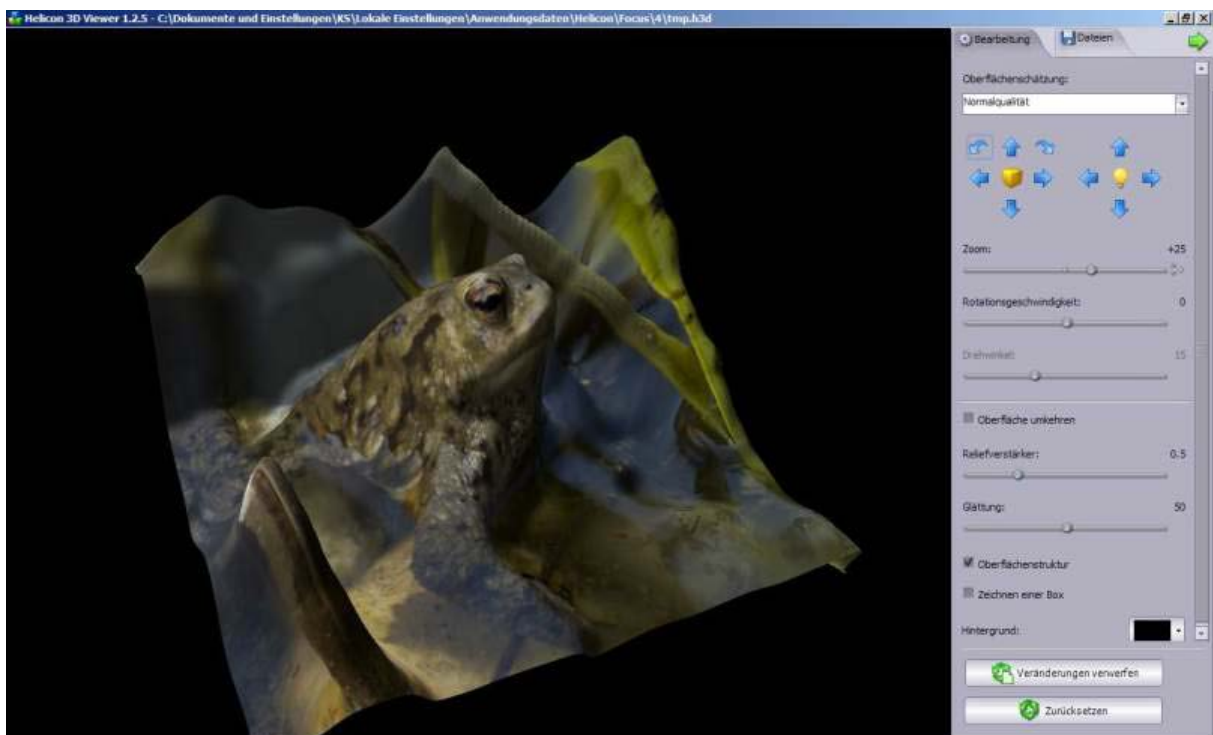 Helicon 3D Viewer 1.2.5 - C:\Dokumente und Einstellungen\KS\Lokale Einstellungen\Anwendungsdaten\Helicon\Focus\4\tmp.h3d
Bearbeitung Dateien
Oberflächenschätzung:
Normalqualität
Zoom: +25
Rotationsgeschwindigkeit: 0
Drehwinkel: 15
Oberfläche umkehren
Reliefverstärker: 0.5
Glättung: 50
Oberflächenstruktur
Zeichnen einer Box
Hintergrund:
Veränderungen verwerfen
Zurücksetzen